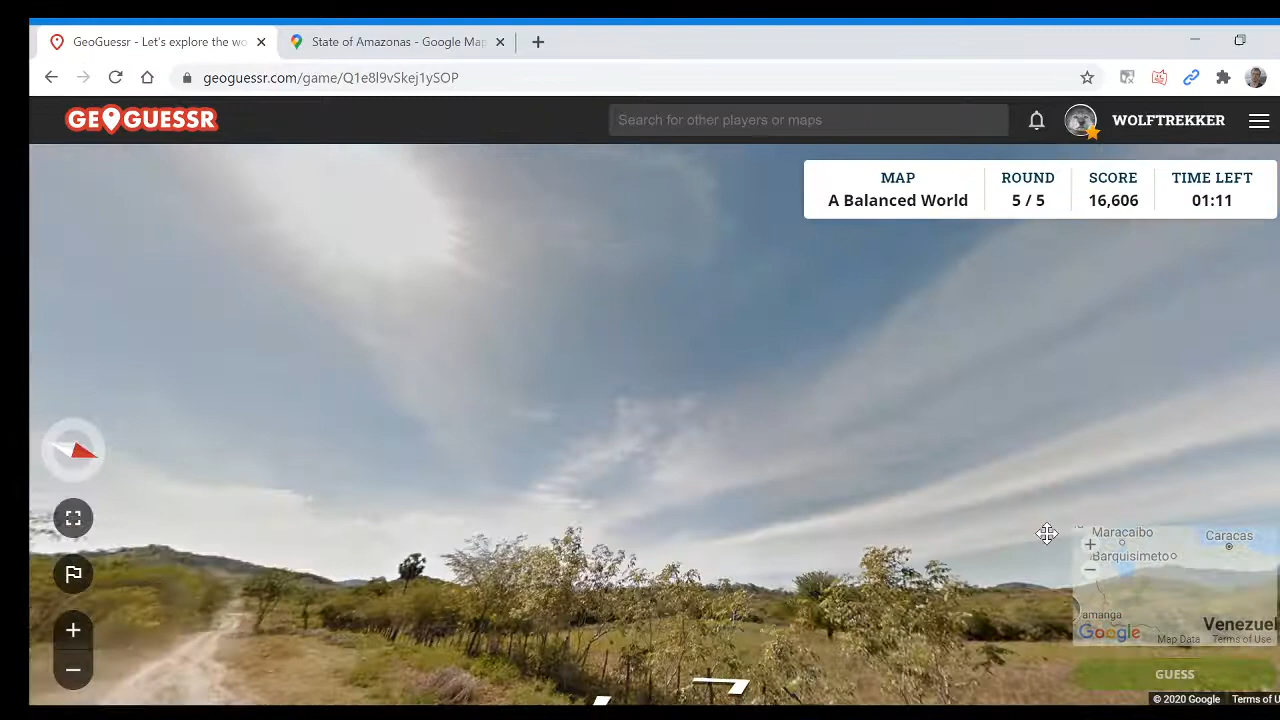 GeoGuessr - Let's explore the wo
State of Amazonas - Google Map
geoguessr.com/game/Q1e8I9vSkej1ySOP
GEOGUESSR
Search for other players or maps
WOLFTREKKER
MAP
A Balanced World
ROUND
5 / 5
SCORE
16,606
TIME LEFT
01:11
Maracaibo
Caracas
Barquisimeto
amanga
Venezuel
Google
Map Data
Terms of Use
GUESS
© 2020 Google
Terms of U